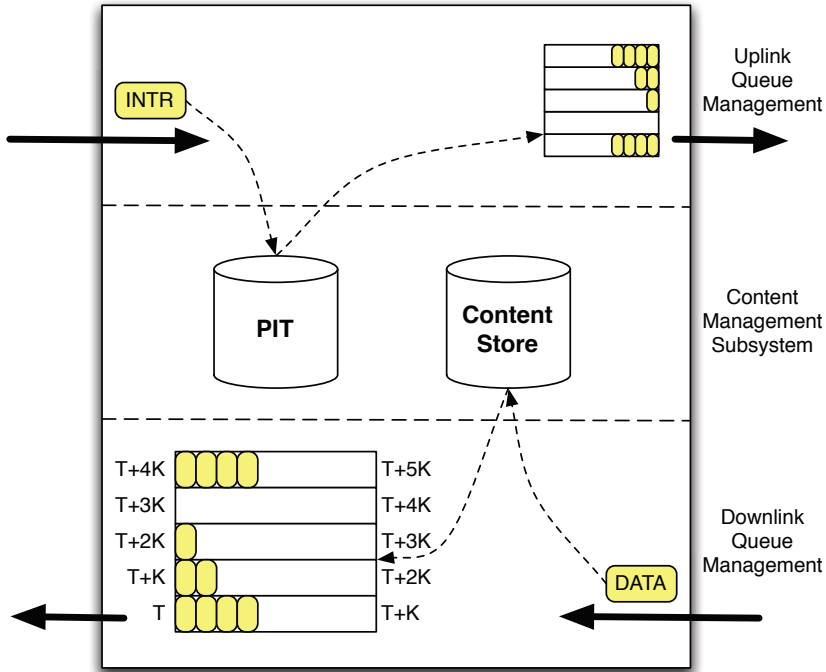 INTR
Uplink
Queue
Management
PIT
Content
Store
Content
Management
Subsystem
T+4K T+5K
T+3K T+4K
T+2K T+3K
T+K T+2K
T T+K
DATA
Downlink
Queue
Management